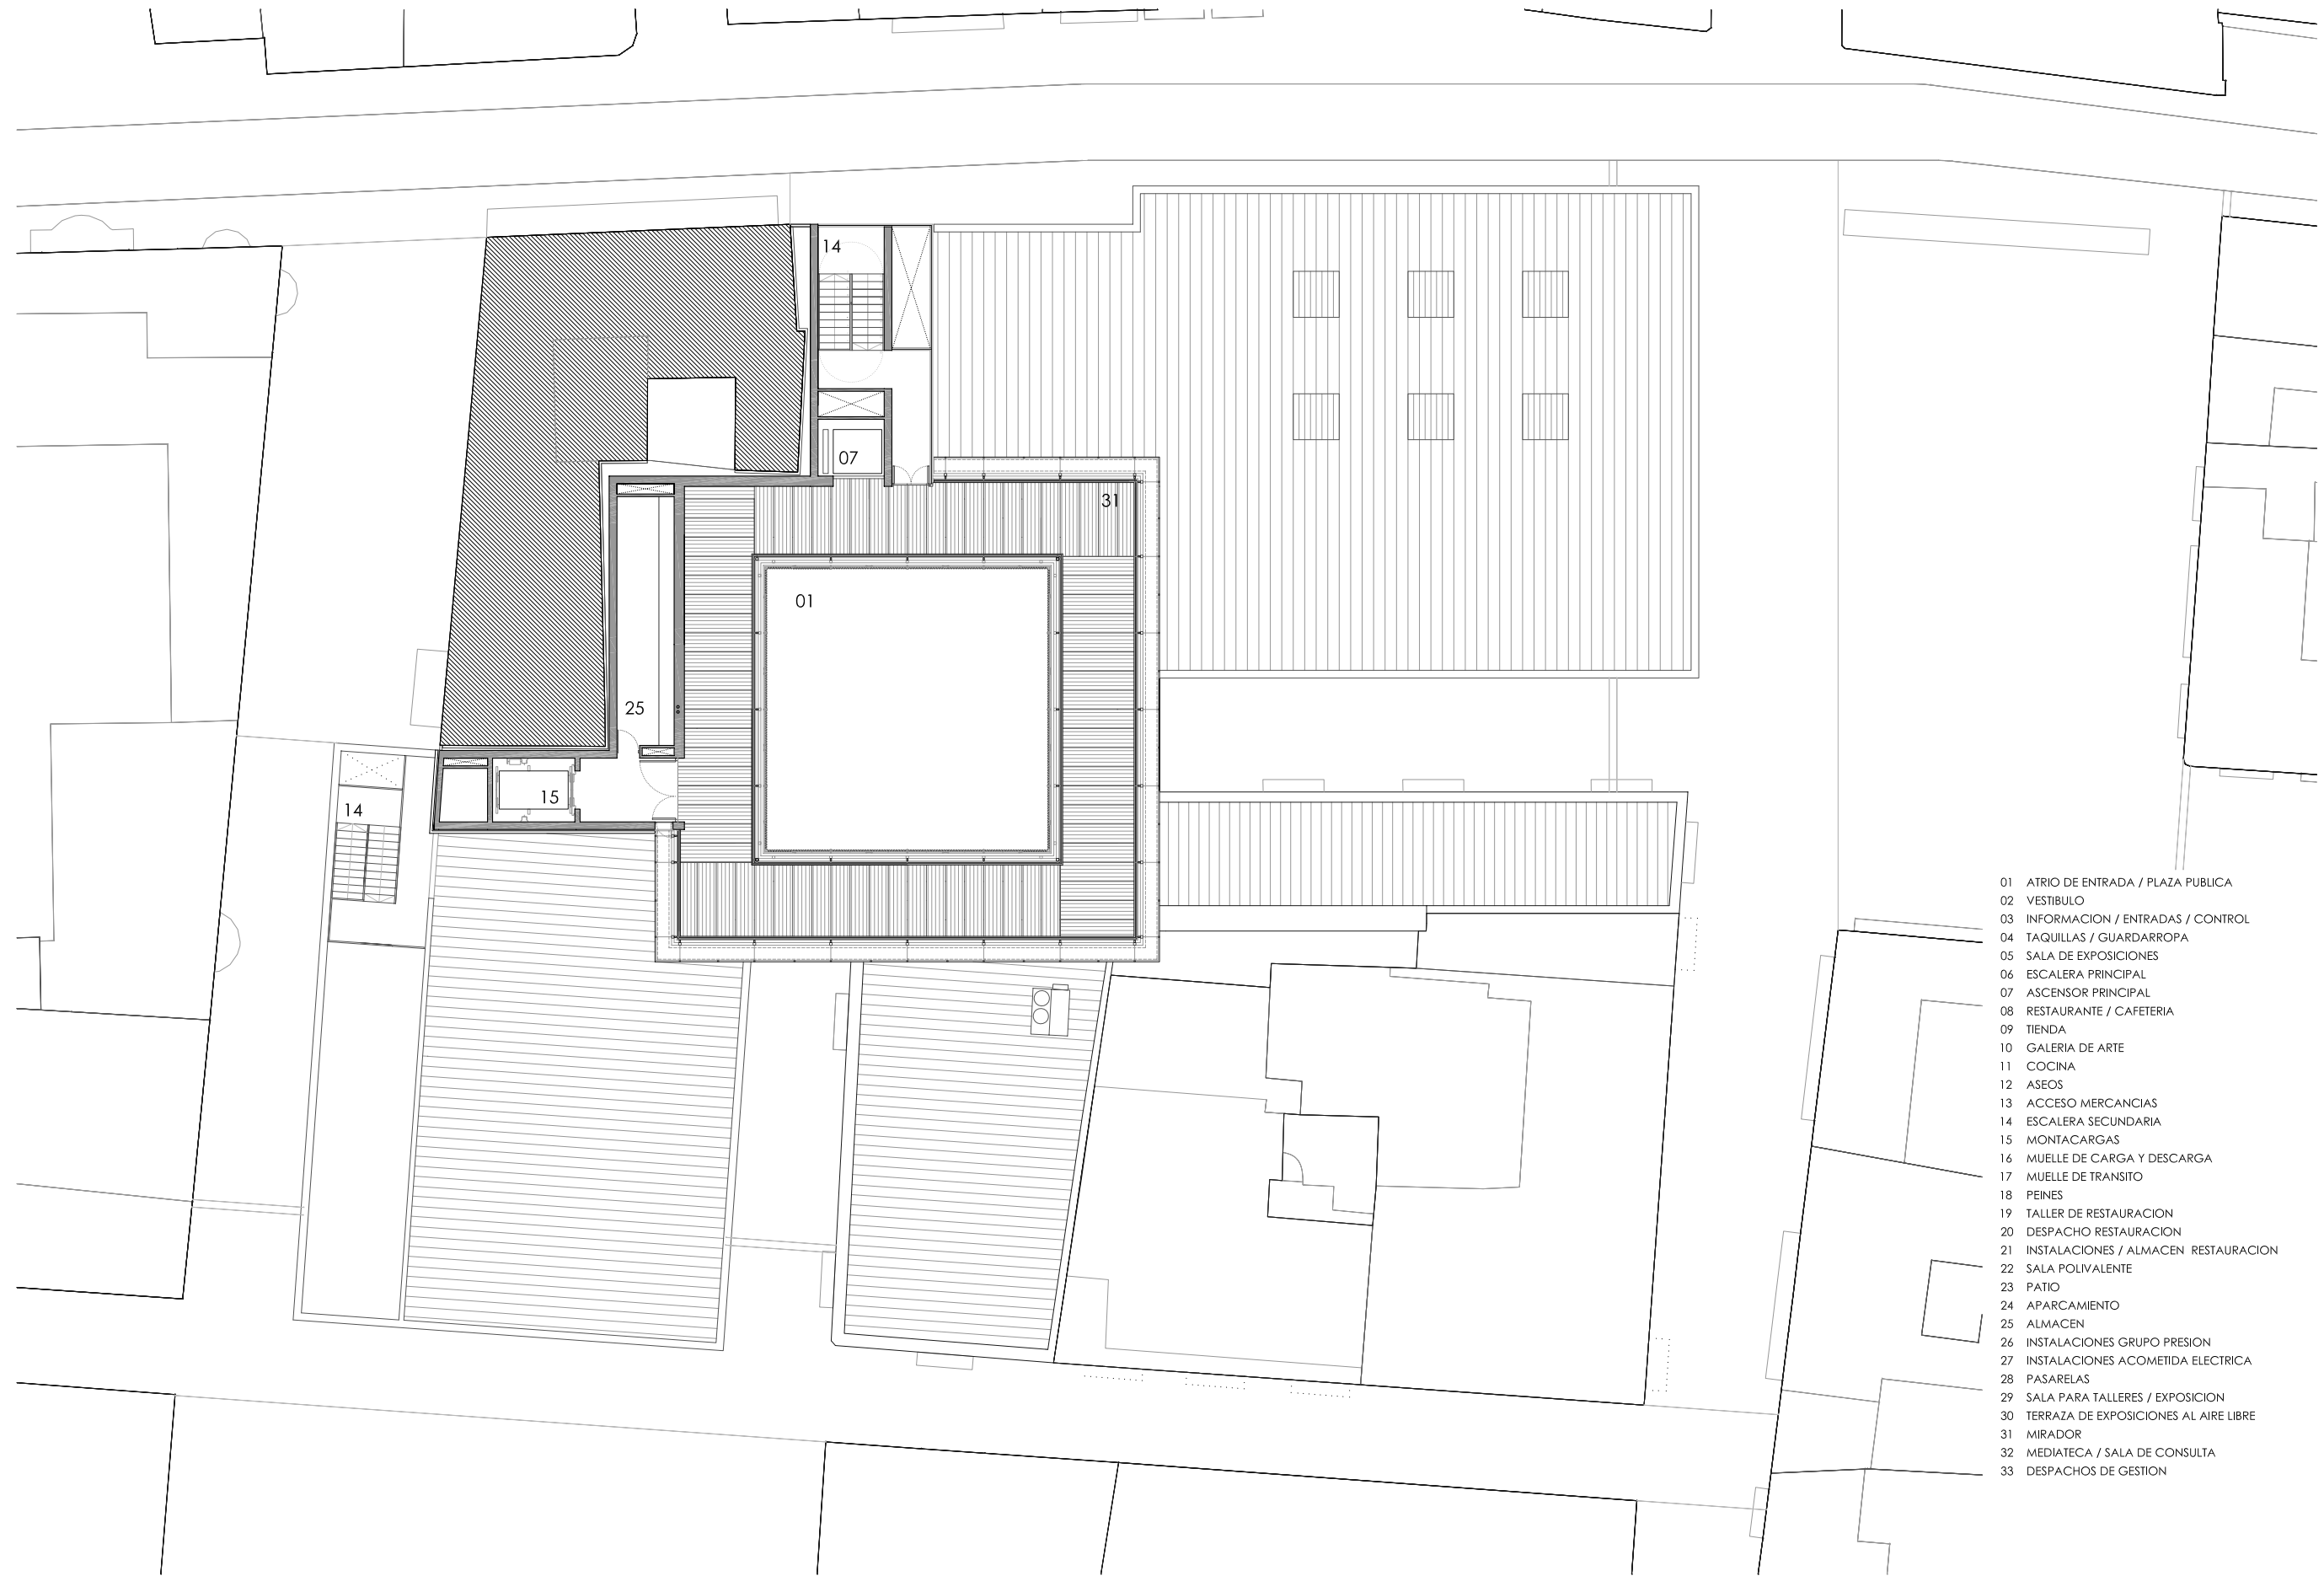 14
07
31
01
25
15
14
01 ATRIO DE ENTRADA / PLAZA PUBLICA
02 VESTIBULO
03 INFORMACION / ENTRADAS / CONTROL
04 TAQUILLAS / GUARDARROPA
05 SALA DE EXPOSICIONES
06 ESCALERA PRINCIPAL
07 ASCENSOR PRINCIPAL
08 RESTAURANTE / CAFETERIA
09 TIENDA
10 GALERIA DE ARTE
11 COCINA
12 ASEOS
13 ACCESO MERCANCIAS
14 ESCALERA SECUNDARIA
15 MONTACARGAS
16 MUELLE DE CARGA Y DESCARGA
17 MUELLE DE TRANSITO
18 PEINES
19 TALLER DE RESTAURACION
20 DESPACHO RESTAURACION
21 INSTALACIONES / ALMACEN RESTAURACION
22 SALA POLIVALENTE
23 PATIO
24 APARCAMIENTO
25 ALMACEN
26 INSTALACIONES GRUPO PRESION
27 INSTALACIONES ACOMETIDA ELECTRICA
28 PASARELAS
29 SALA PARA TALLERES / EXPOSICION
30 TERRAZA DE EXPOSICIONES AL AIRE LIBRE
31 MIRADOR
32 MEDIATECA / SALA DE CONSULTA
33 DESPACHOS DE GESTION